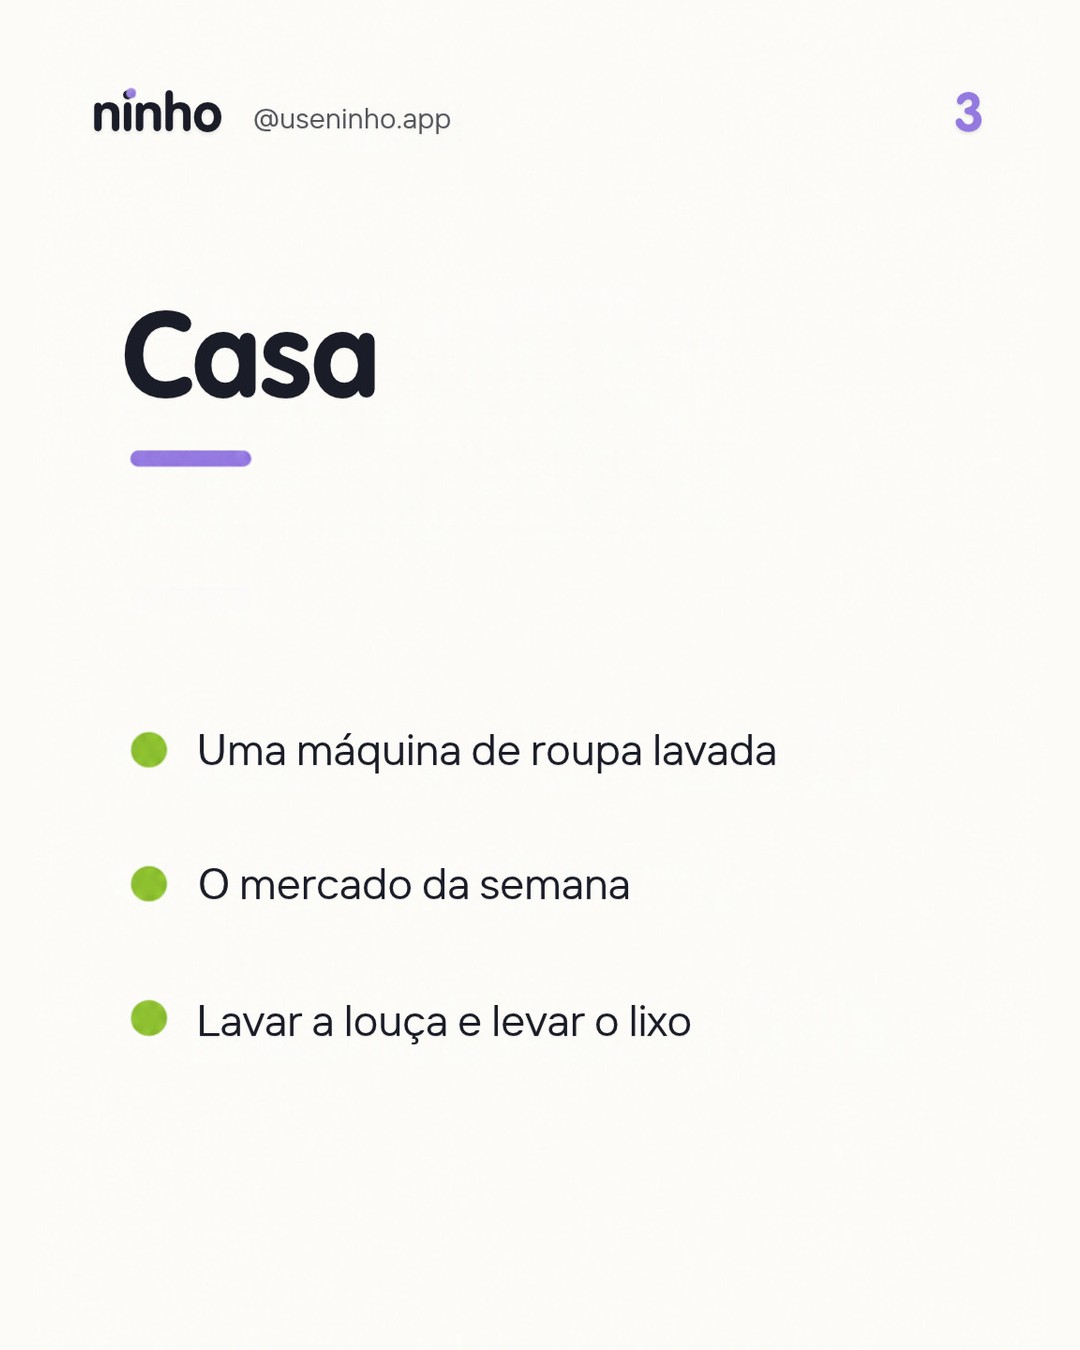 ninho @useninho.app 3
Casa
Uma máquina de roupa lavada
O mercado da semana
Lavar a louça e levar o lixo